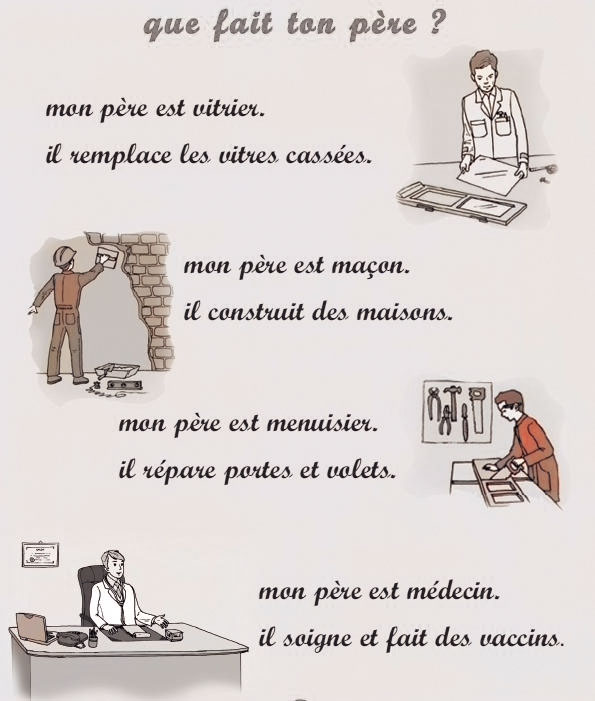 que fait ton père ?
mon père est vitrier.
il remplace les vitres cassées.
mon père est maçon.
il construit des maisons.
mon père est menuisier.
il répare portes et volets.
mon père est médecin.
il soigne et fait des vaccins.